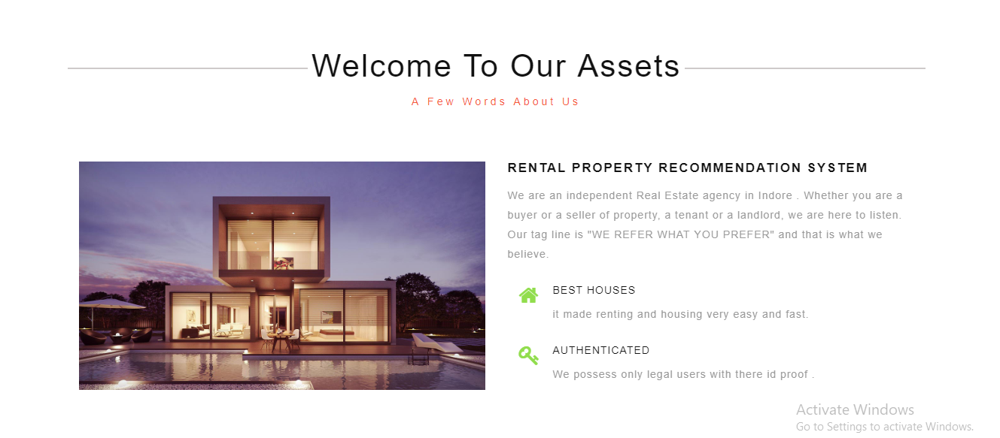 Welcome To Our Assets
A Few Words About Us
RENTAL PROPERTY RECOMMENDATION SYSTEM
We are an independent Real Estate agency in Indore . Whether you are a
buyer or a seller of property, a tenant or a landlord, we are here to listen.
Our tag line is "WE REFER WHAT YOU PREFER" and that is what we
believe.
BEST HOUSES
it made renting and housing very easy and fast.
AUTHENTICATED
We possess only legal users with there id proof .
Activate Windows
Go to Settings to activate Windows.